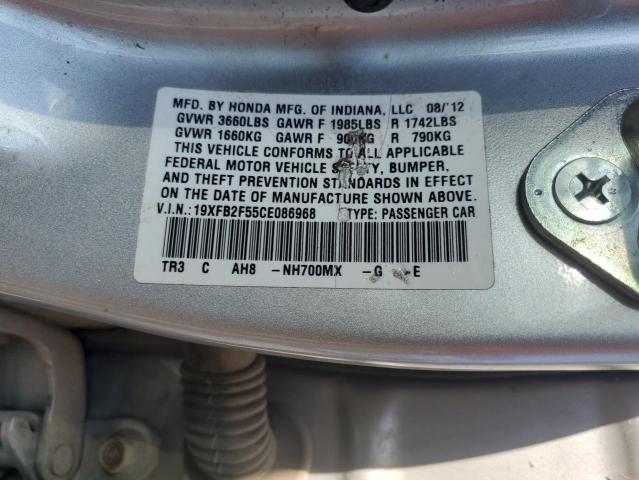 MFD. BY HONDA MFG. OF INDIANA, LLC 08/'12
GVWR 3660LBS GAWR F 1985LBS R 1742LBS
GVWR 1660KG GAWR F 900KG R 790KG
THIS VEHICLE CONFORMS TO ALL APPLICABLE
FEDERAL MOTOR VEHICLE SAFETY, BUMPER,
AND THEFT PREVENTION STANDARDS IN EFFECT
ON THE DATE OF MANUFACTURE SHOWN ABOVE.
V.I.N.:19XFB2F55CE086968 TYPE: PASSENGER CAR
TR3 C AH8 -NH700MX -G -E